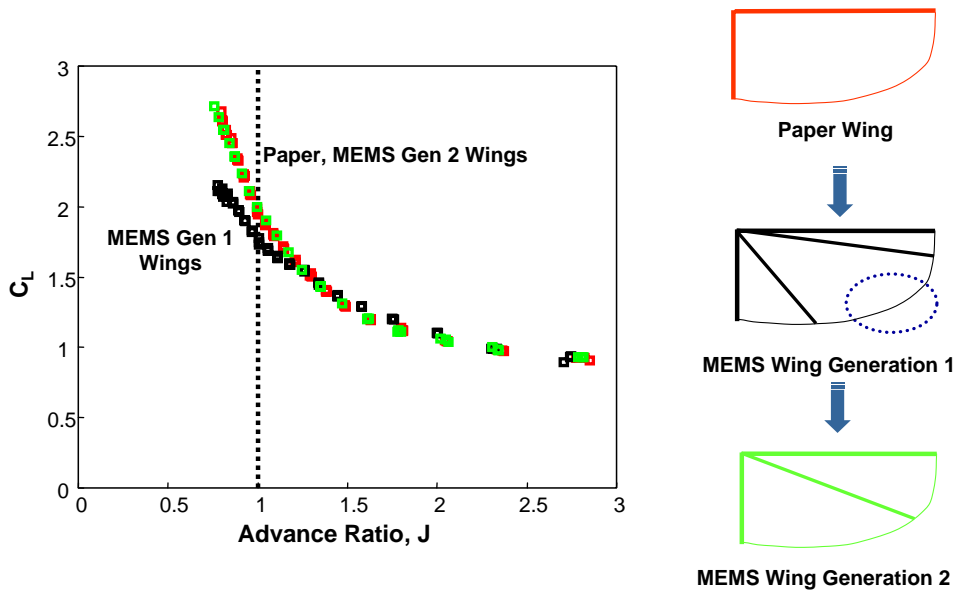 3
2.5
2
1.5
1
0.5
0
0
0.5
1
1.5
2
2.5
3
C_L
Advance Ratio, J
Paper, MEMS Gen 2 Wings
MEMS Gen 1
Wings
Paper Wing
MEMS Wing Generation 1
MEMS Wing Generation 2